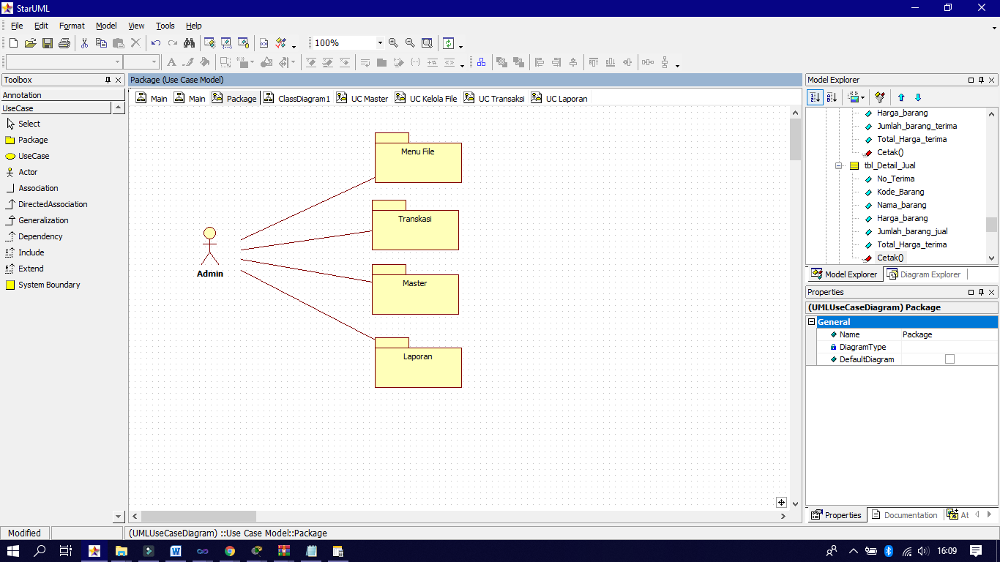 StarUML
File Edit Format Model View Tools Help
100%
Toolbox
Annotation
UseCase
Select
Package
UseCase
Actor
Association
DirectedAssociation
Generalization
Dependency
Include
Extend
System Boundary
Package (Use Case Model)
Main Main Package ClassDiagram1 UC Master UC Kelola File UC Transaksi UC Laporan
Menu File
Transkasi
Admin
Master
Laporan
Model Explorer
Harga_barang
Jumlah_barang_terima
Total_Harga_terima
Cetak()
tbl_Detail_Jual
No_Terima
Kode_Barang
Nama_barang
Harga_barang
Jumlah_barang_jual
Total_Harga_terima
Cetak()
Model Explorer Diagram Explorer
Properties
(UMLUseCaseDiagram) Package
General
Name Package
DiagramType
DefaultDiagram
Properties Documentation At
Modified
(UMLUseCaseDiagram) ::Use Case Model::Package
16:09